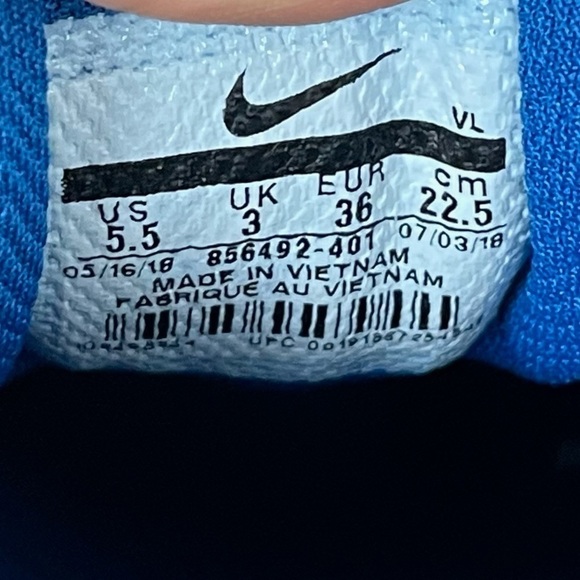 VL
US UK EUR cm
5.5 3 36 22.5
05/16/18 856492-401 07/03/18
MADE IN VIETNAM
FABRIQUE AU VIETNAM
UPC